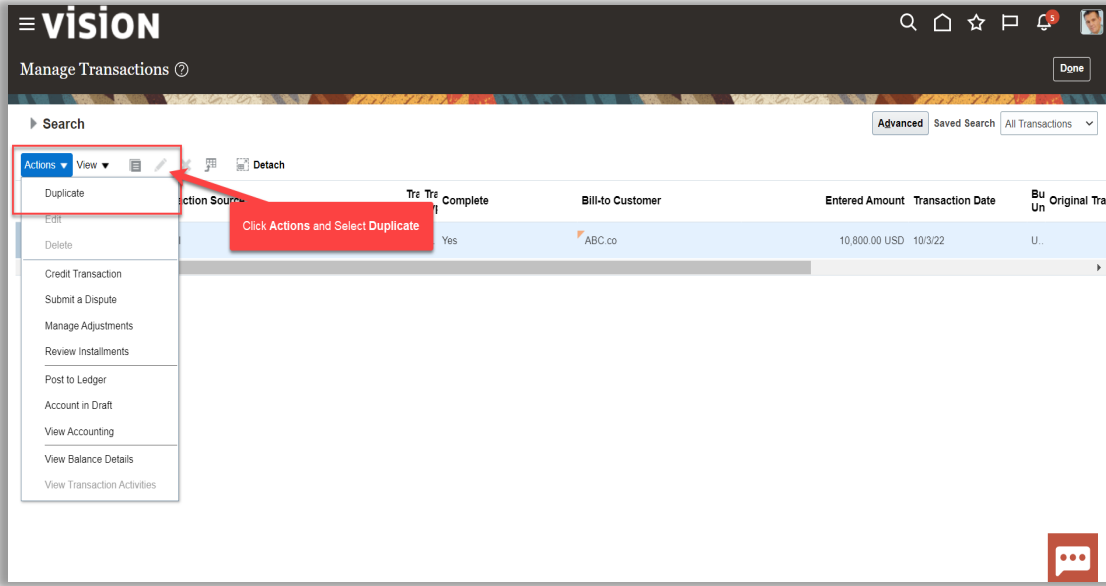 VISION
5
Manage Transactions
Done
Search
Advanced Saved Search All Transactions
Actions View Detach
Duplicate
Edit
Delete
Credit Transaction
Submit a Dispute
Manage Adjustments
Review Installments
Post to Ledger
Account in Draft
View Accounting
View Balance Details
View Transaction Activities
Complete Bill-to Customer Entered Amount Transaction Date Bu Un Original Tra
Click Actions and Select Duplicate
Yes ABC.co 10,800.00 USD 10/3/22 U..